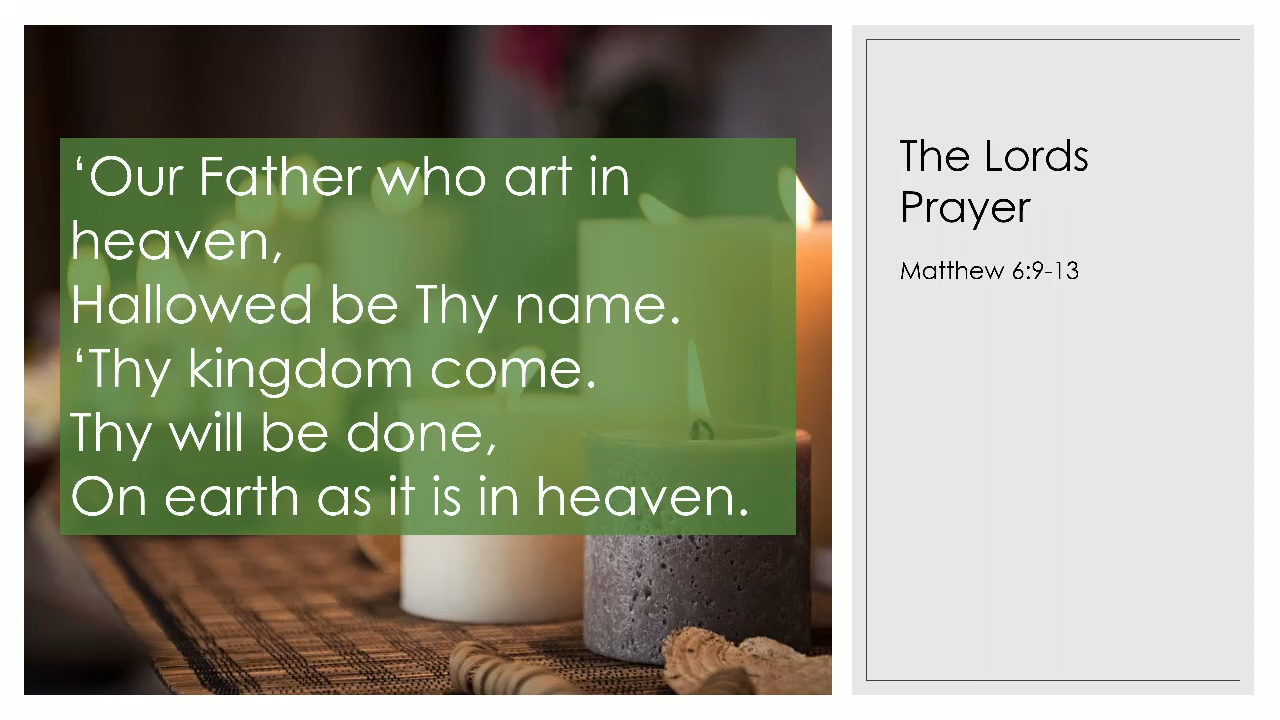 ‘Our Father who art in
heaven,
Hallowed be Thy name.
‘Thy kingdom come.
Thy will be done,
On earth as it is in heaven.
The Lords
Prayer
Matthew 6:9-13